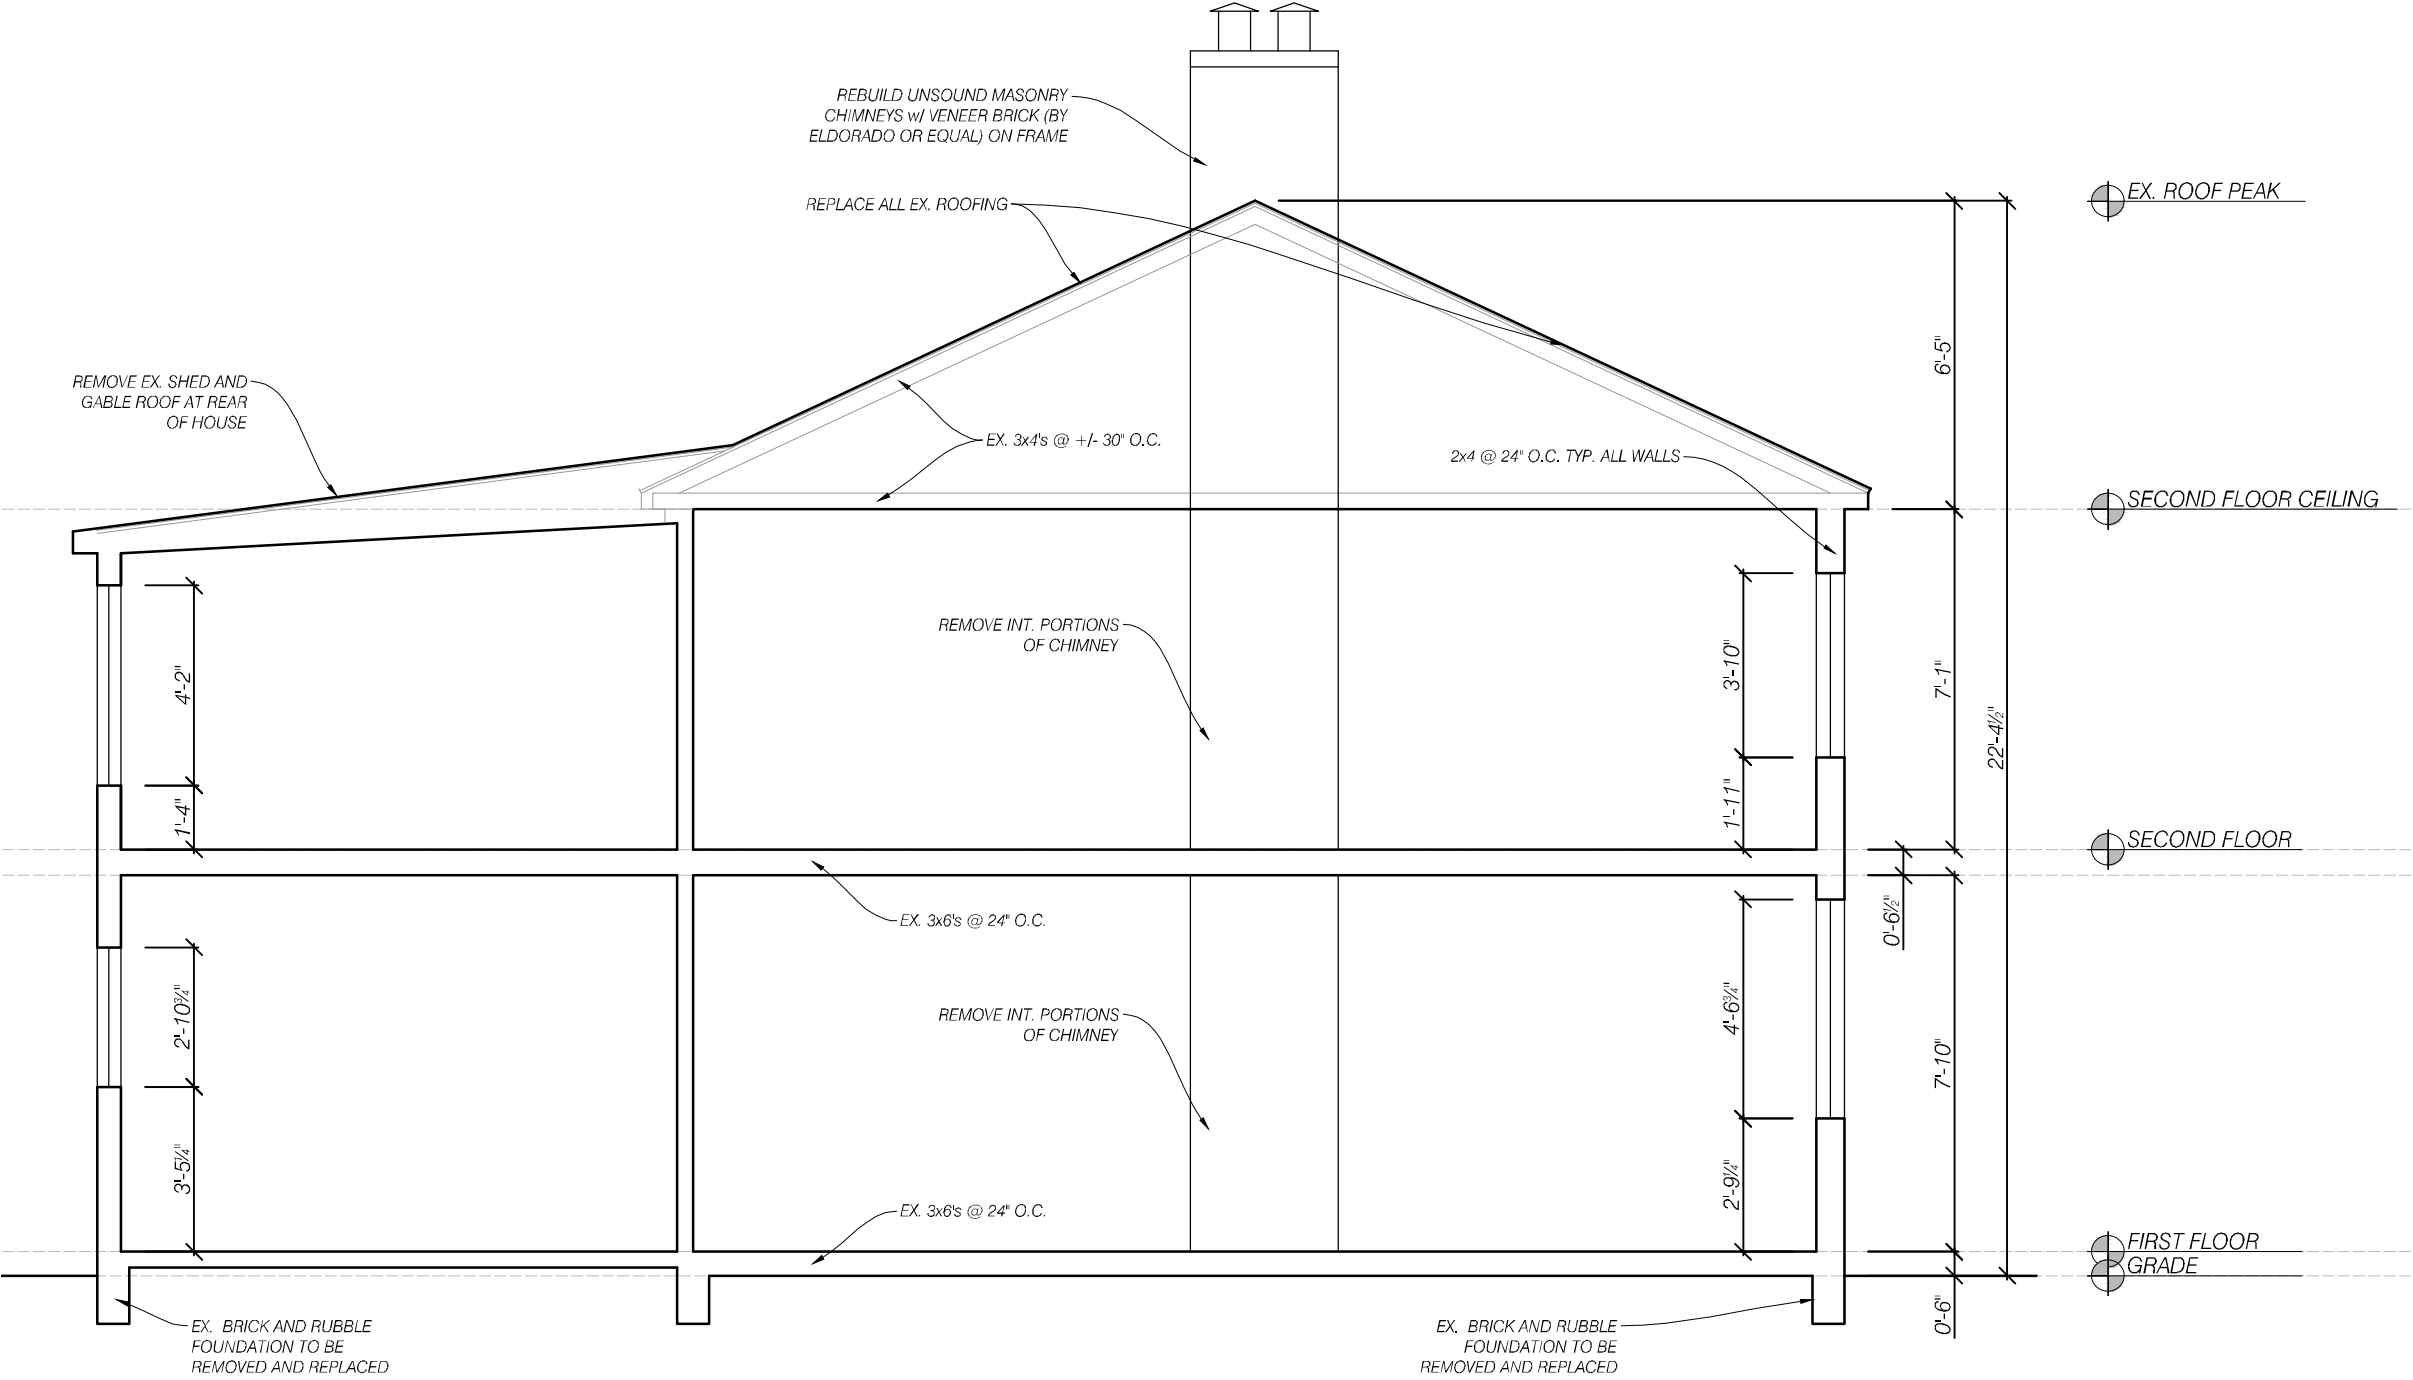 REBUILD UNSOUND MASONRY
CHIMNEYS w/ VENEER BRICK (BY
ELDORADO OR EQUAL) ON FRAME
EX. ROOF PEAK
REPLACE ALL EX. ROOFING
6'-5"
REMOVE EX. SHED AND
GABLE ROOF AT REAR
OF HOUSE
EX. 3x4's @ +/- 30" O.C.
2x4 @ 24" O.C. TYP. ALL WALLS
SECOND FLOOR CEILING
REMOVE INT. PORTIONS
OF CHIMNEY
4'-2"
3'-10"
7'-1"
22'-4½"
1'-4"
1'-11"
SECOND FLOOR
EX. 3x6's @ 24" O.C.
0'-6½"
2'-10¾"
REMOVE INT. PORTIONS
OF CHIMNEY
4'-6¾"
7'-10"
3'-5¼"
2'-9¼"
EX. 3x6's @ 24" O.C.
FIRST FLOOR
GRADE
0'-6"
EX. BRICK AND RUBBLE
FOUNDATION TO BE
REMOVED AND REPLACED
EX. BRICK AND RUBBLE
FOUNDATION TO BE
REMOVED AND REPLACED